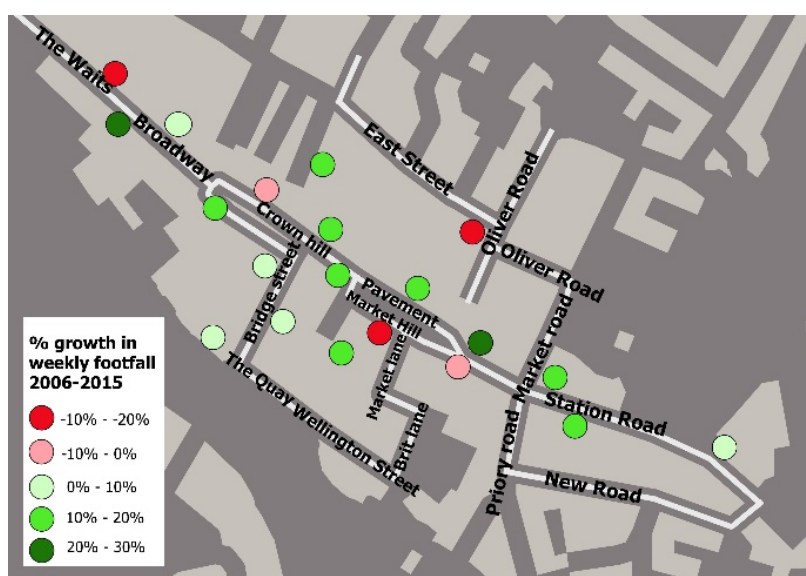 The Waits
Broadway
East Street
Oliver Road
Oliver Road
Crown hill
Bridge street
Pavement
Market Hill
Market lane
Market road
Station Road
The Quay Wellington Street
Brit lane
Priory road
New Road
% growth in
weekly footfall
2006-2015
-10% - -20%
-10% - 0%
0% - 10%
10% - 20%
20% - 30%